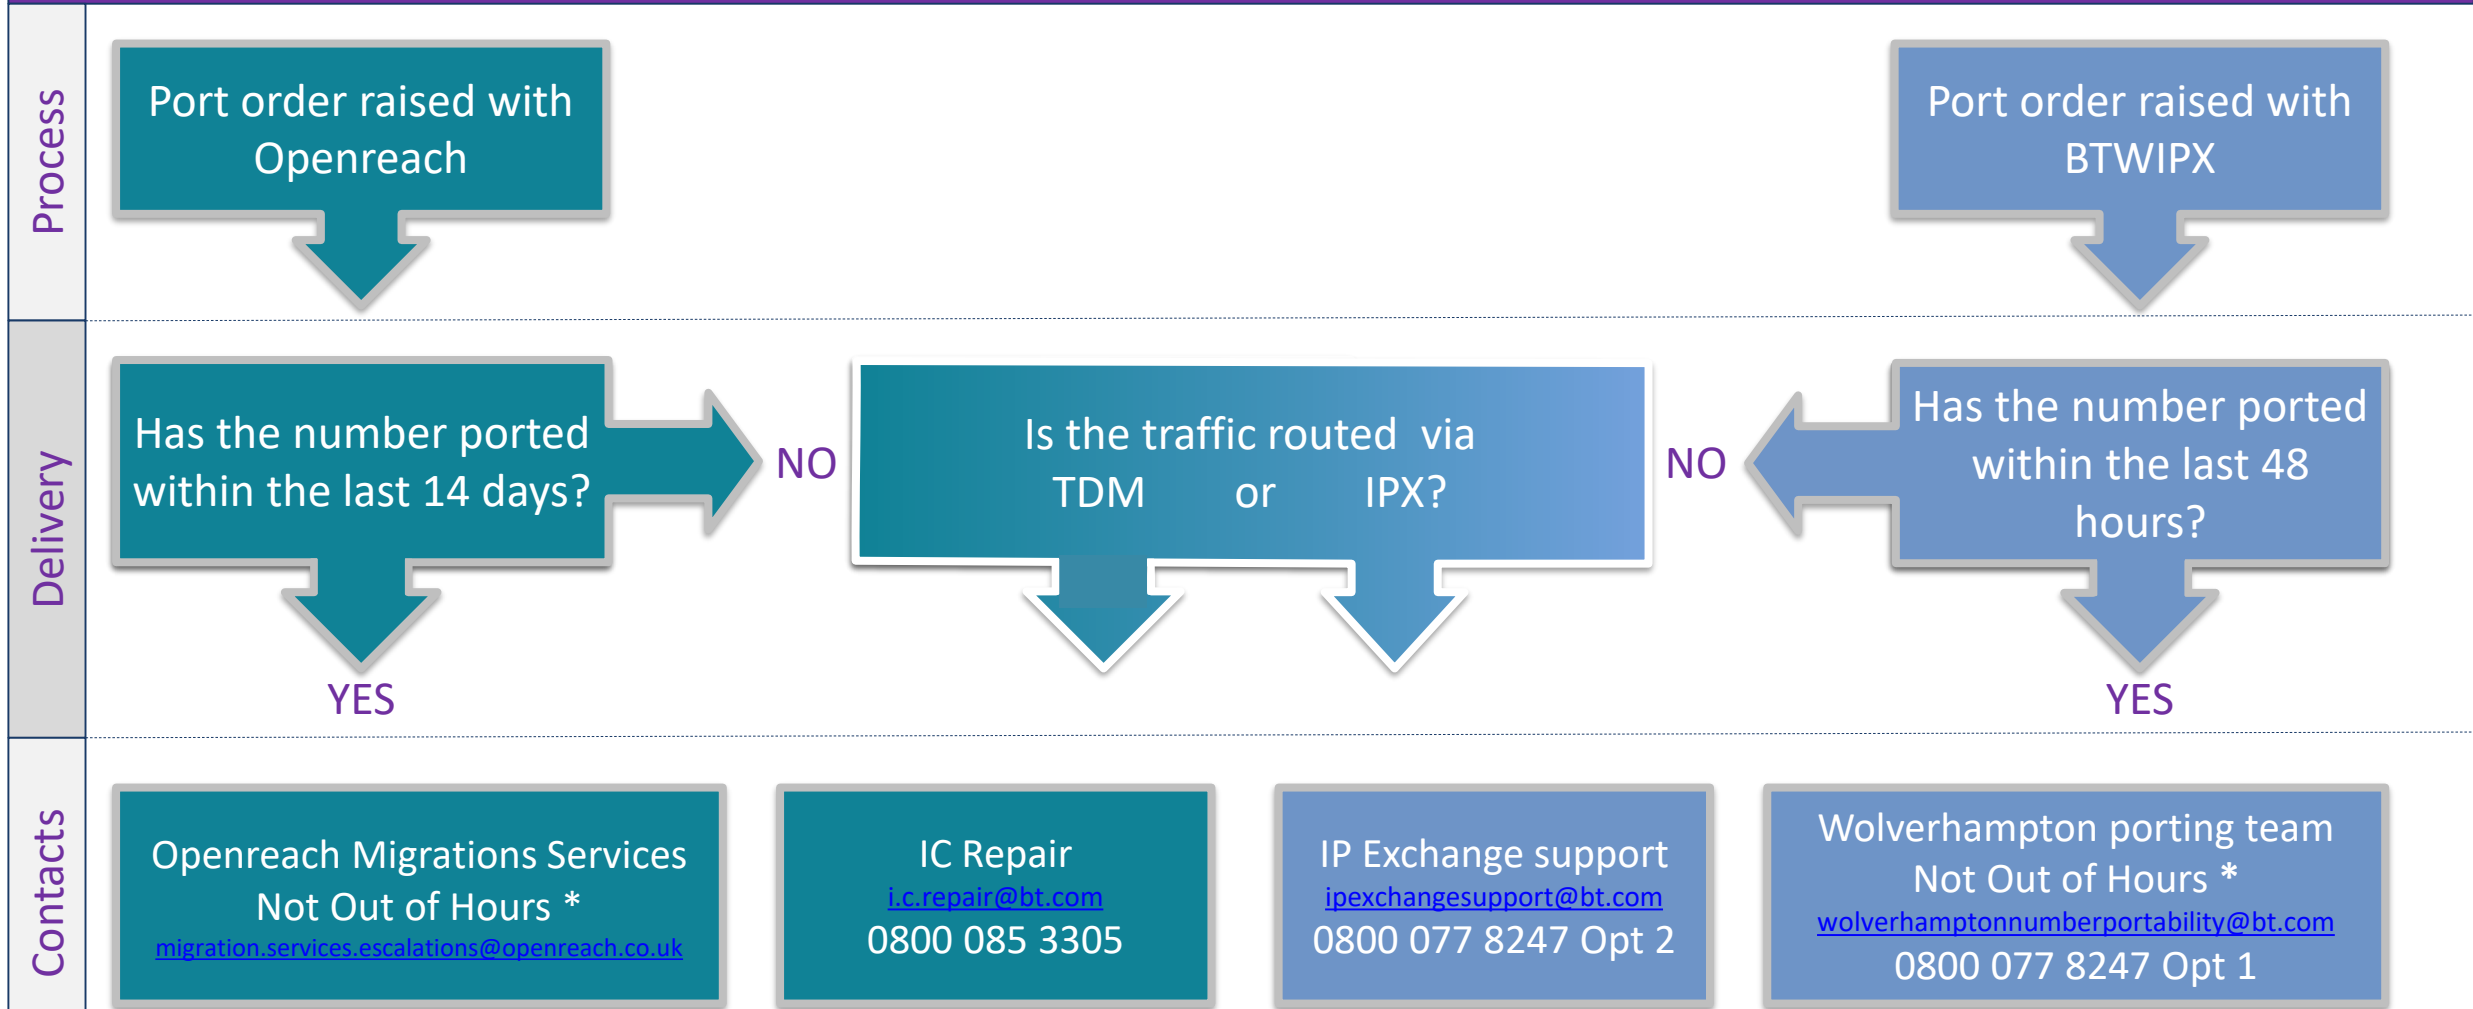 Process
Port order raised with
Openreach
Port order raised with
BTWIPX
Delivery
Has the number ported
within the last 14 days?
NO
Is the traffic routed  via
TDM or IPX?
NO
Has the number ported
within the last 48
hours?
YES
YES
Contacts
Openreach Migrations Services
Not Out of Hours *
migration.services.escalations@openreach.co.uk
IC Repair
i.c.repair@bt.com
0800 085 3305
IP Exchange support
ipexchangesupport@bt.com
0800 077 8247 Opt 2
Wolverhampton porting team
Not Out of Hours *
wolverhamptonnumberportability@bt.com
0800 077 8247 Opt 1